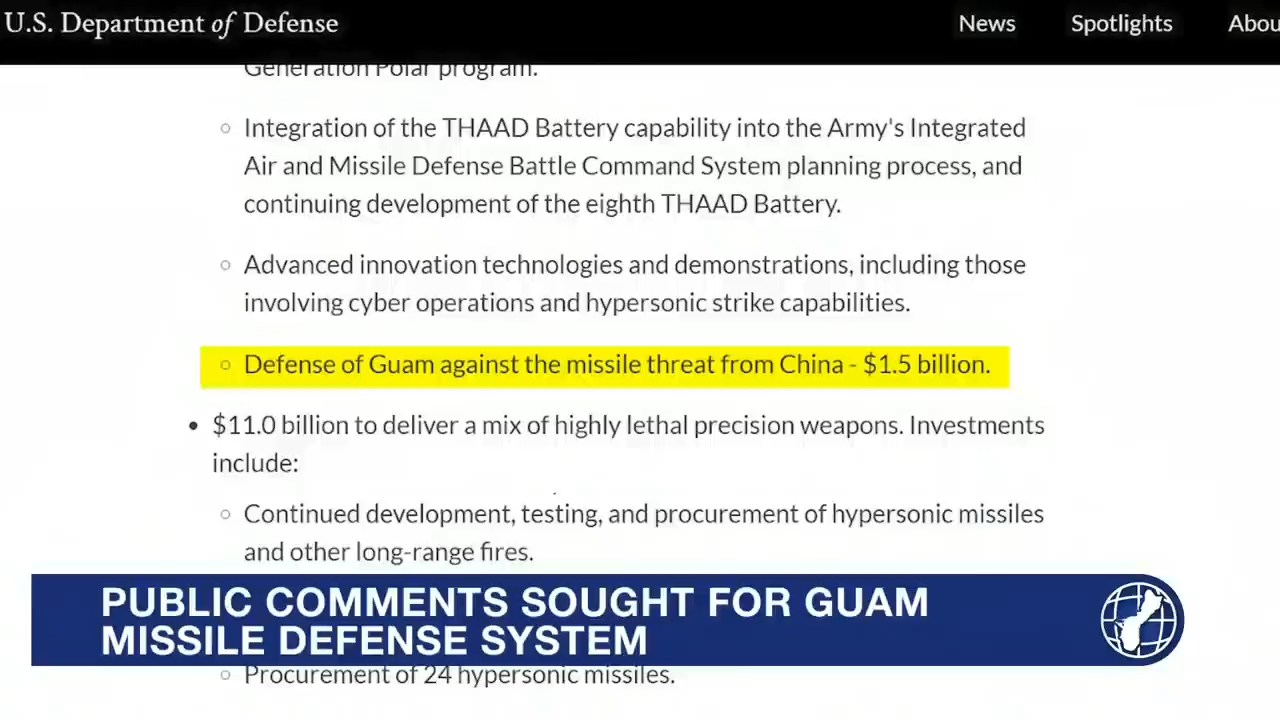 U.S. Department of Defense
News
Spotlights
Abou
Generation Polar program.
Integration of the THAAD Battery capability into the Army's Integrated
Air and Missile Defense Battle Command System planning process, and
continuing development of the eighth THAAD Battery.
Advanced innovation technologies and demonstrations, including those
involving cyber operations and hypersonic strike capabilities.
Defense of Guam against the missile threat from China - $1.5 billion.
$11.0 billion to deliver a mix of highly lethal precision weapons. Investments
include:
Continued development, testing, and procurement of hypersonic missiles
and other long-range fires.
PUBLIC COMMENTS SOUGHT FOR GUAM
MISSILE DEFENSE SYSTEM
Procurement of 24 hypersonic missiles.